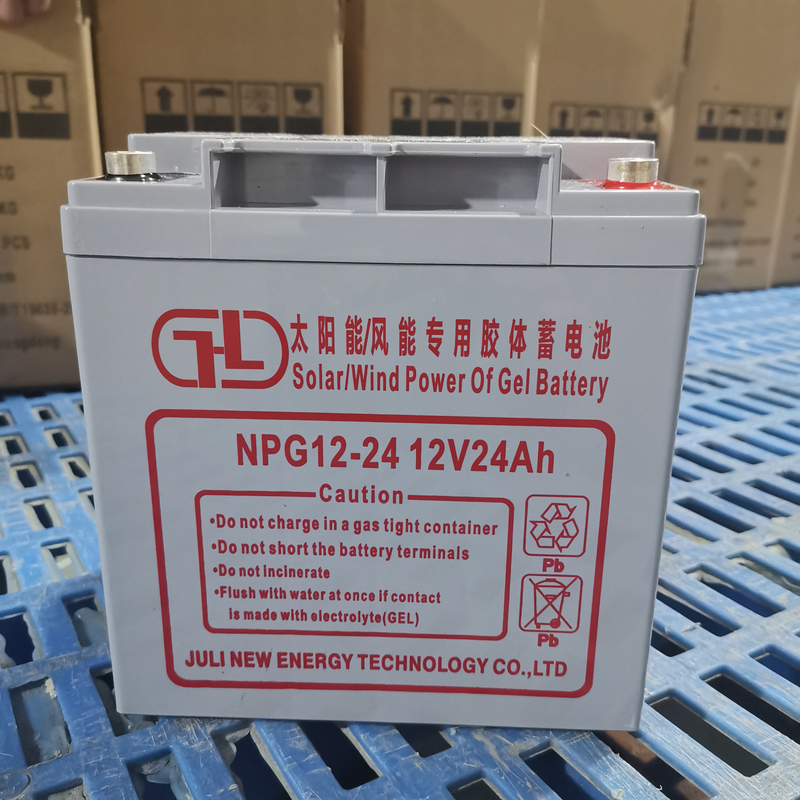 太阳能/风能专用胶体蓄电池
Solar/Wind Power Of Gel Battery
NPG12-24 12V24Ah
Caution
•Do not charge in a gas tight container
•Do not short the battery terminals
•Do not incinerate
•Flush with water at once if contact
is made with electrolyte(GEL)
Pb
Pb
JULI NEW ENERGY TECHNOLOGY CO.,LTD
KG
KG
PCS